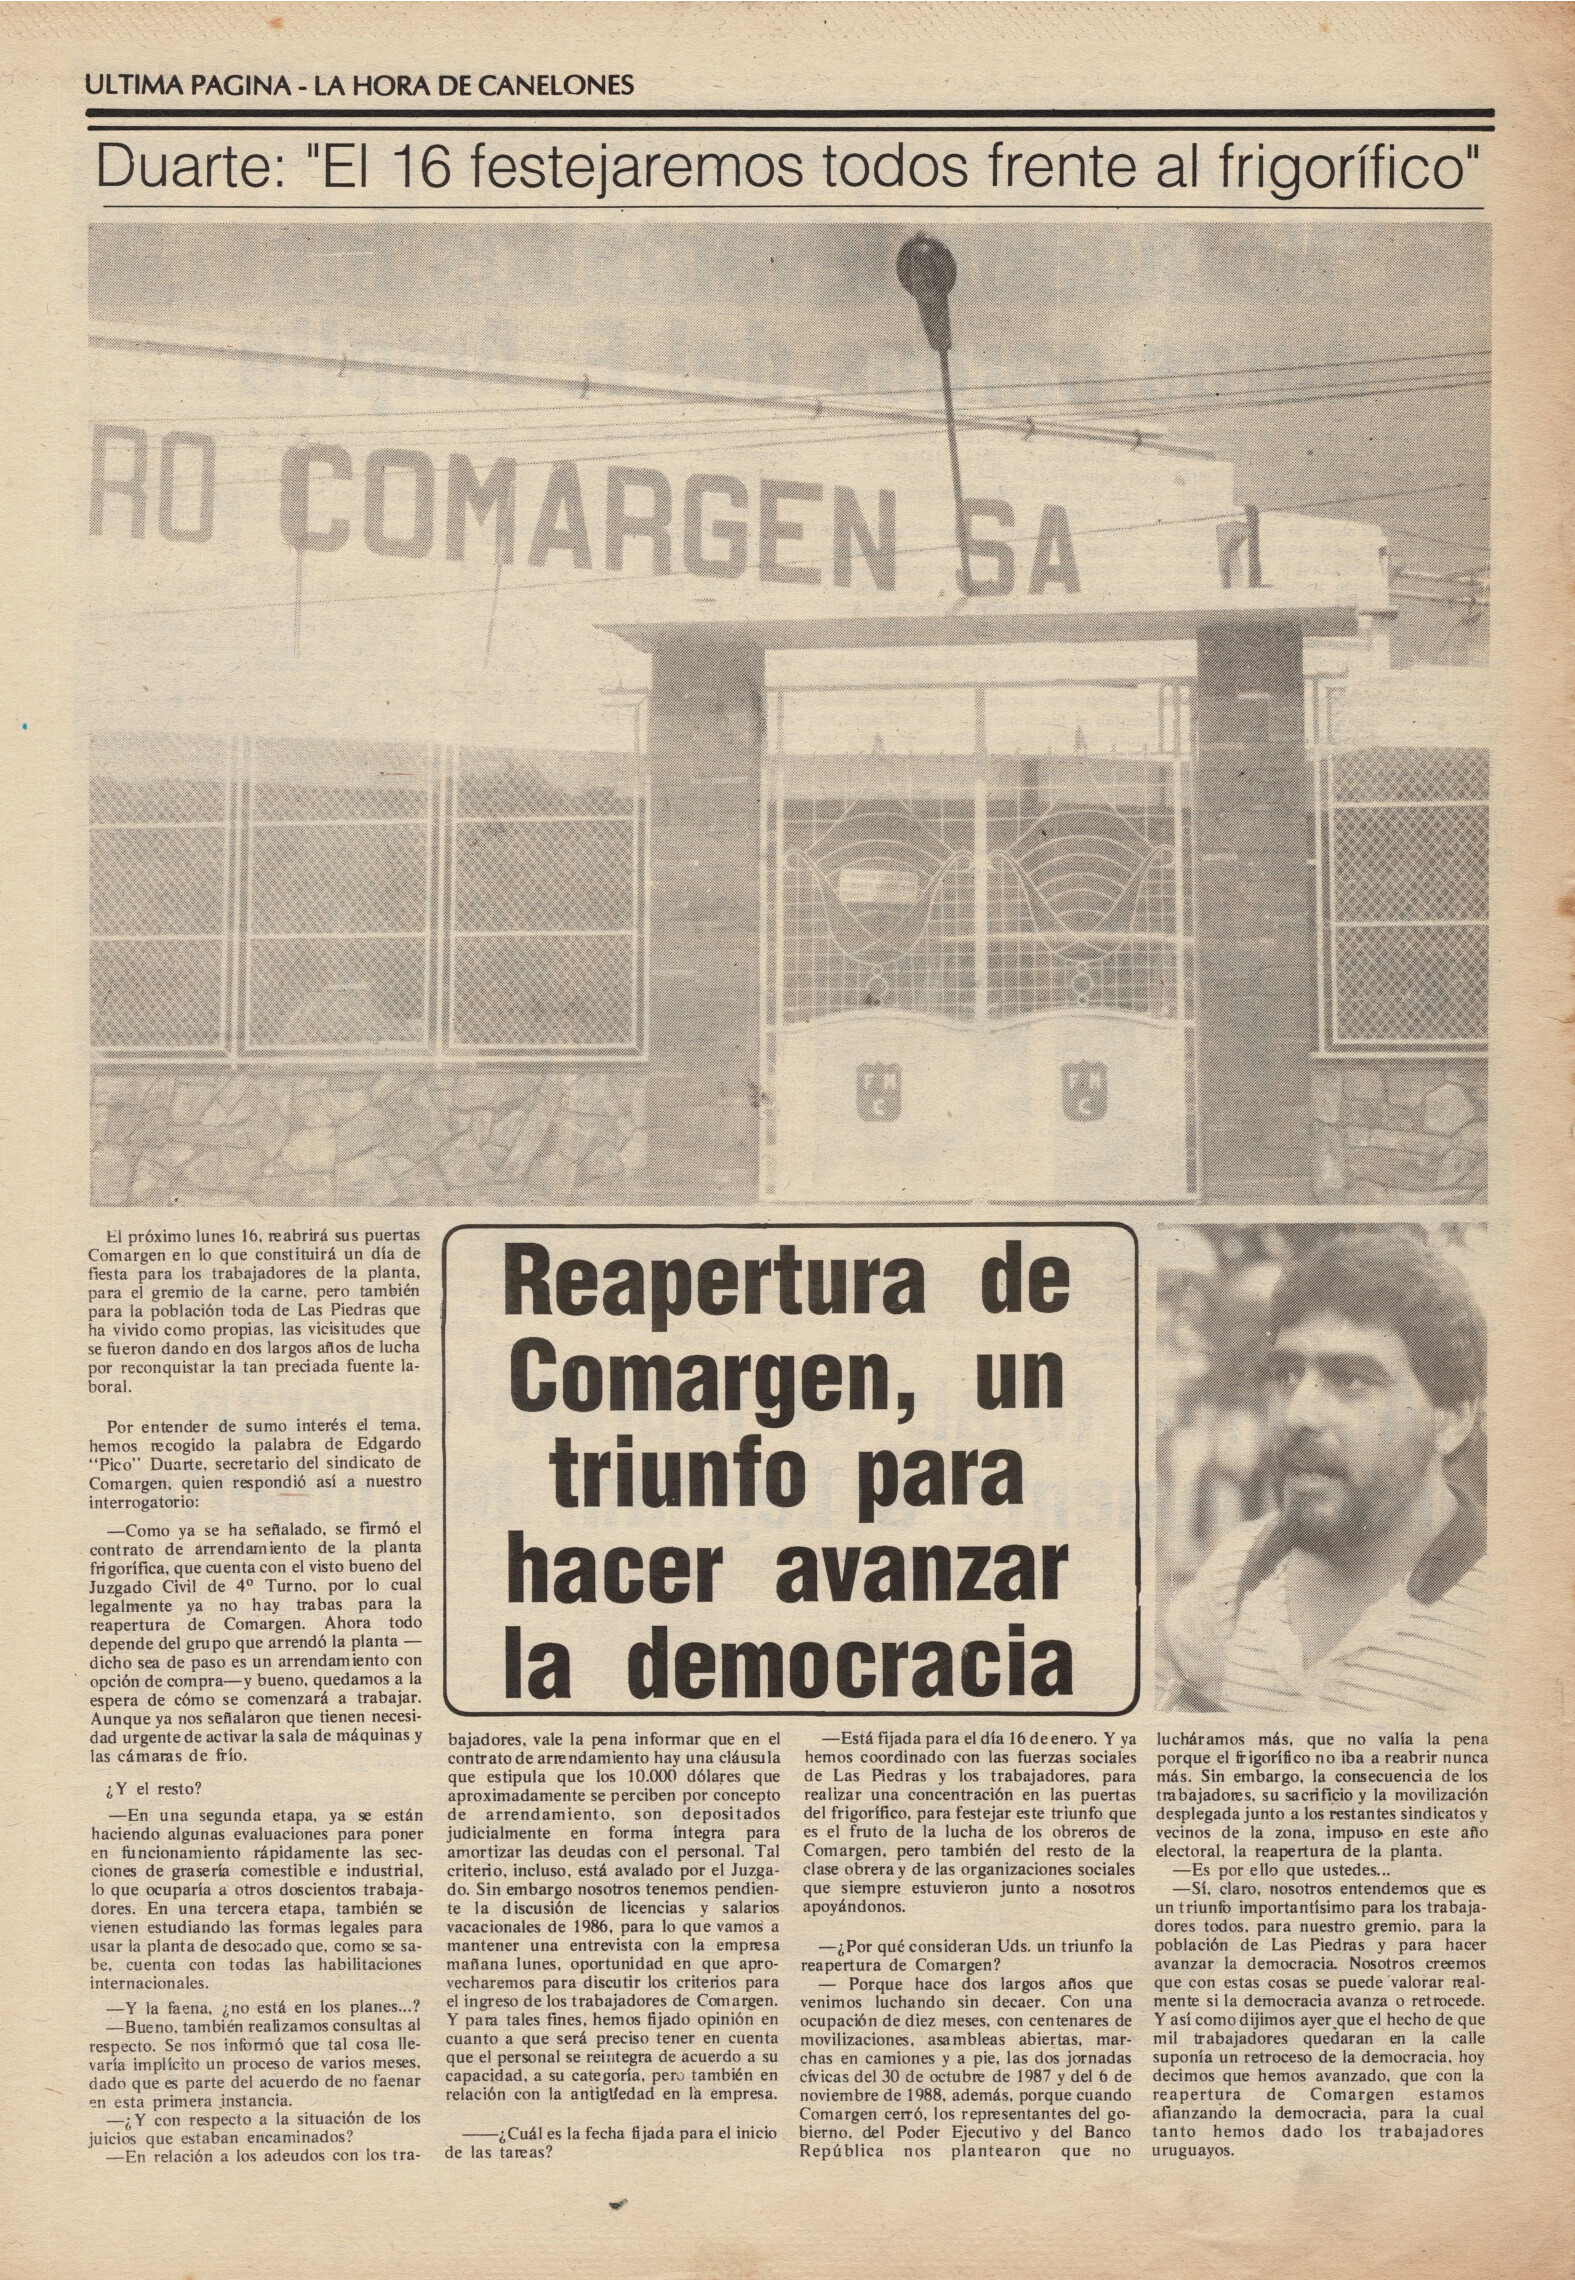 ULTIMA PAGINA - LA HORA DE CANELONES
Duarte: "El 16 festejaremos todos frente al frigorífico"
RO COMARGEN SA
F M
C
F M
C
El próximo lunes 16, reabrirá sus puertas
Comargen en lo que constituirá un día de
fiesta para los trabajadores de la planta,
para el gremio de la carne, pero también
para la población toda de Las Piedras que
ha vivido como propias, las vicisitudes que
se fueron dando en dos largos años de lucha
por reconquistar la tan preciada fuente la-
boral.
Por entender de sumo interés el tema,
hemos recogido la palabra de Edgardo
"Pico" Duarte, secretario del sindicato de
Comargen, quien respondió así a nuestro
interrogatorio:
—Como ya se ha señalado, se firmó el
contrato de arrendamiento de la planta
frigorífica, que cuenta con el visto bueno del
Juzgado Civil de 4º Turno, por lo cual
legalmente ya no hay trabas para la
reapertura de Comargen. Ahora todo
depende del grupo que arrendó la planta —
dicho sea de paso es un arrendamiento con
opción de compra—y bueno, quedamos a la
espera de cómo se comenzará a trabajar.
Aunque ya nos señalaron que tienen necesi-
dad urgente de activar la sala de máquinas y
las cámaras de frío.
¿Y el resto?
—En una segunda etapa, ya se están
haciendo algunas evaluaciones para poner
en funcionamiento rápidamente las sec-
ciones de grasería comestible e industrial,
lo que ocuparía a otros doscientos trabaja-
dores. En una tercera etapa, también se
vienen estudiando las formas legales para
usar la planta de desosado que, como se sa-
be, cuenta con todas las habilitaciones
internacionales.
—Y la faena, ¿no está en los planes...?
—Bueno, también realizamos consultas al
respecto. Se nos informó que tal cosa lle-
varía implícito un proceso de varios meses,
dado que es parte del acuerdo de no faenar
en esta primera instancia.
—¿Y con respecto a la situación de los
juicios que estaban encaminados?
—En relación a los adeudos con los tra-
Reapertura de
Comargen, un
triunfo para
hacer avanzar
la democracia
bajadores, vale la pena informar que en el
contrato de arrendamiento hay una cláusula
que estipula que los 10.000 dólares que
aproximadamente se perciben por concepto
de arrendamiento, son depositados
judicialmente en forma íntegra para
amortizar las deudas con el personal. Tal
criterio, incluso, está avalado por el Juzga-
do. Sin embargo nosotros tenemos pendien-
te la discusión de licencias y salarios
vacacionales de 1986, para lo que vamos a
mantener una entrevista con la empresa
mañana lunes, oportunidad en que apro-
vecharemos para discutir los criterios para
el ingreso de los trabajadores de Comargen.
Y para tales fines, hemos fijado opinión en
cuanto a que será preciso tener en cuenta
que el personal se reintegra de acuerdo a su
capacidad, a su categoría, pero también en
relación con la antigüedad en la empresa.
——¿Cuál es la fecha fijada para el inicio
de las tareas?
—Está fijada para el día 16 de enero. Y ya
hemos coordinado con las fuerzas sociales
de Las Piedras y los trabajadores, para
realizar una concentración en las puertas
del frigorífico, para festejar este triunfo que
es el fruto de la lucha de los obreros de
Comargen, pero también del resto de la
clase obrera y de las organizaciones sociales
que siempre estuvieron junto a nosotros
apoyándonos.
—¿Por qué consideran Uds. un triunfo la
reapertura de Comargen?
— Porque hace dos largos años que
venimos luchando sin decaer. Con una
ocupación de diez meses, con centenares de
movilizaciones, asambleas abiertas, mar-
chas en camiones y a pie, las dos jornadas
cívicas del 30 de octubre de 1987 y del 6 de
noviembre de 1988, además, porque cuando
Comargen cerró, los representantes del go-
bierno, del Poder Ejecutivo y del Banco
República nos plantearon que no
lucháramos más, que no valía la pena
porque el frigorífico no iba a reabrir nunca
más. Sin embargo, la consecuencia de los
trabajadores, su sacrificio y la movilización
desplegada junto a los restantes sindicatos y
vecinos de la zona, impuso en este año
electoral, la reapertura de la planta.
—Es por ello que ustedes...
—Sí, claro, nosotros entendemos que es
un triunfo importantísimo para los trabaja-
dores todos, para nuestro gremio, para la
población de Las Piedras y para hacer
avanzar la democracia. Nosotros creemos
que con estas cosas se puede valorar real-
mente si la democracia avanza o retrocede.
Y así como dijimos ayer que el hecho de que
mil trabajadores quedaran en la calle
suponía un retroceso de la democracia, hoy
decimos que hemos avanzado, que con la
reapertura de Comargen estamos
afianzando la democracia, para la cual
tanto hemos dado los trabajadores
uruguayos.